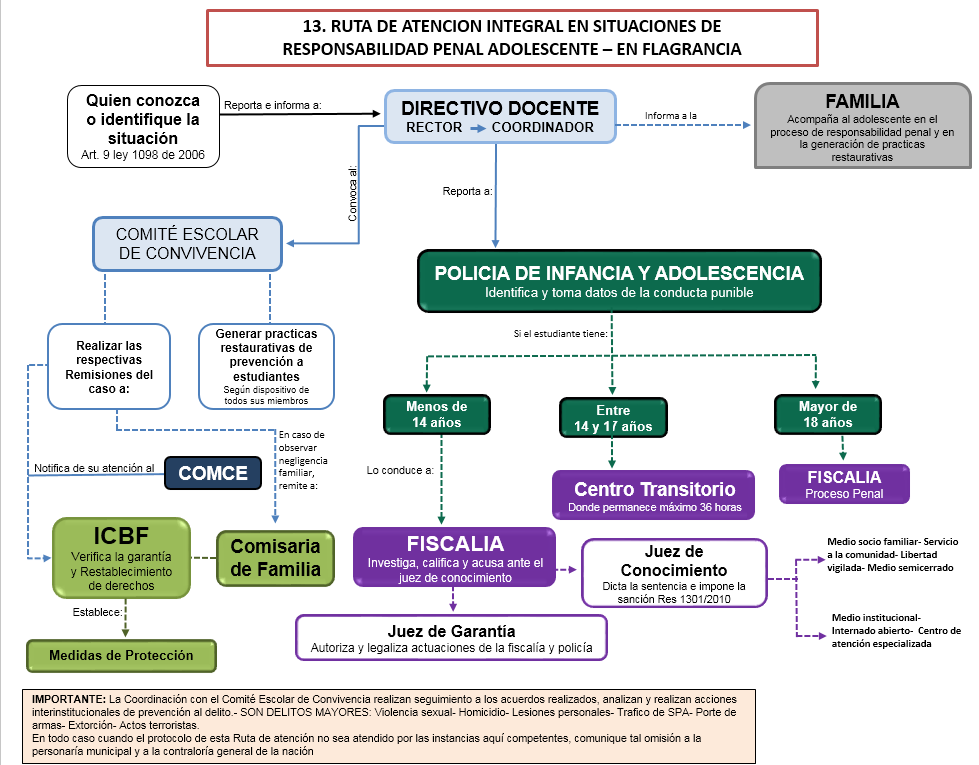 13. RUTA DE ATENCION INTEGRAL EN SITUACIONES DE
RESPONSABILIDAD PENAL ADOLESCENTE – EN FLAGRANCIA
Quien conozca
o identifique la
situación
Art. 9 ley 1098 de 2006
Reporta e informa a:
DIRECTIVO DOCENTE
RECTOR
COORDINADOR
Informa a la
FAMILIA
Acompaña al adolescente en el
proceso de responsabilidad penal y en
la generación de practicas
restaurativas
Convoca al:
Reporta a:
COMITÉ ESCOLAR
DE CONVIVENCIA
POLICIA DE INFANCIA Y ADOLESCENCIA
Identifica y toma datos de la conducta punible
Realizar las
respectivas
Remisiones del
caso a:
Generar practicas
restaurativas de
prevención a
estudiantes
Según dispositivo de
todos sus miembros
Si el estudiante tiene:
Menos de
14 años
Entre
14 y 17 años
Mayor de
18 años
Notifica de su atención al
COMCE
En caso de
observar
negligencia
familiar,
remite a:
Lo conduce a:
Centro Transitorio
Donde permanece máximo 36 horas
FISCALIA
Proceso Penal
ICBF
Verifica la garantía
y Restablecimiento
de derechos
Comisaria
de Familia
FISCALIA
Investiga, califica y acusa ante el
juez de conocimiento
Juez de
Conocimiento
Dicta la sentencia e impone la
sanción Res 1301/2010
Medio socio familiar- Servicio
a la comunidad- Libertad
vigilada- Medio semicerrado
Medio institucional-
Internado abierto- Centro de
atención especializada
Establece:
Medidas de Protección
Juez de Garantía
Autoriza y legaliza actuaciones de la fiscalía y policía
IMPORTANTE: La Coordinación con el Comité Escolar de Convivencia realizan seguimiento a los acuerdos realizados, analizan y realizan acciones
interinstitucionales de prevención al delito.- SON DELITOS MAYORES: Violencia sexual- Homicidio- Lesiones personales- Trafico de SPA- Porte de
armas- Extorción- Actos terroristas.
En todo caso cuando el protocolo de esta Ruta de atención no sea atendido por las instancias aquí competentes, comunique tal omisión a la
personaría municipal y a la contraloría general de la nación